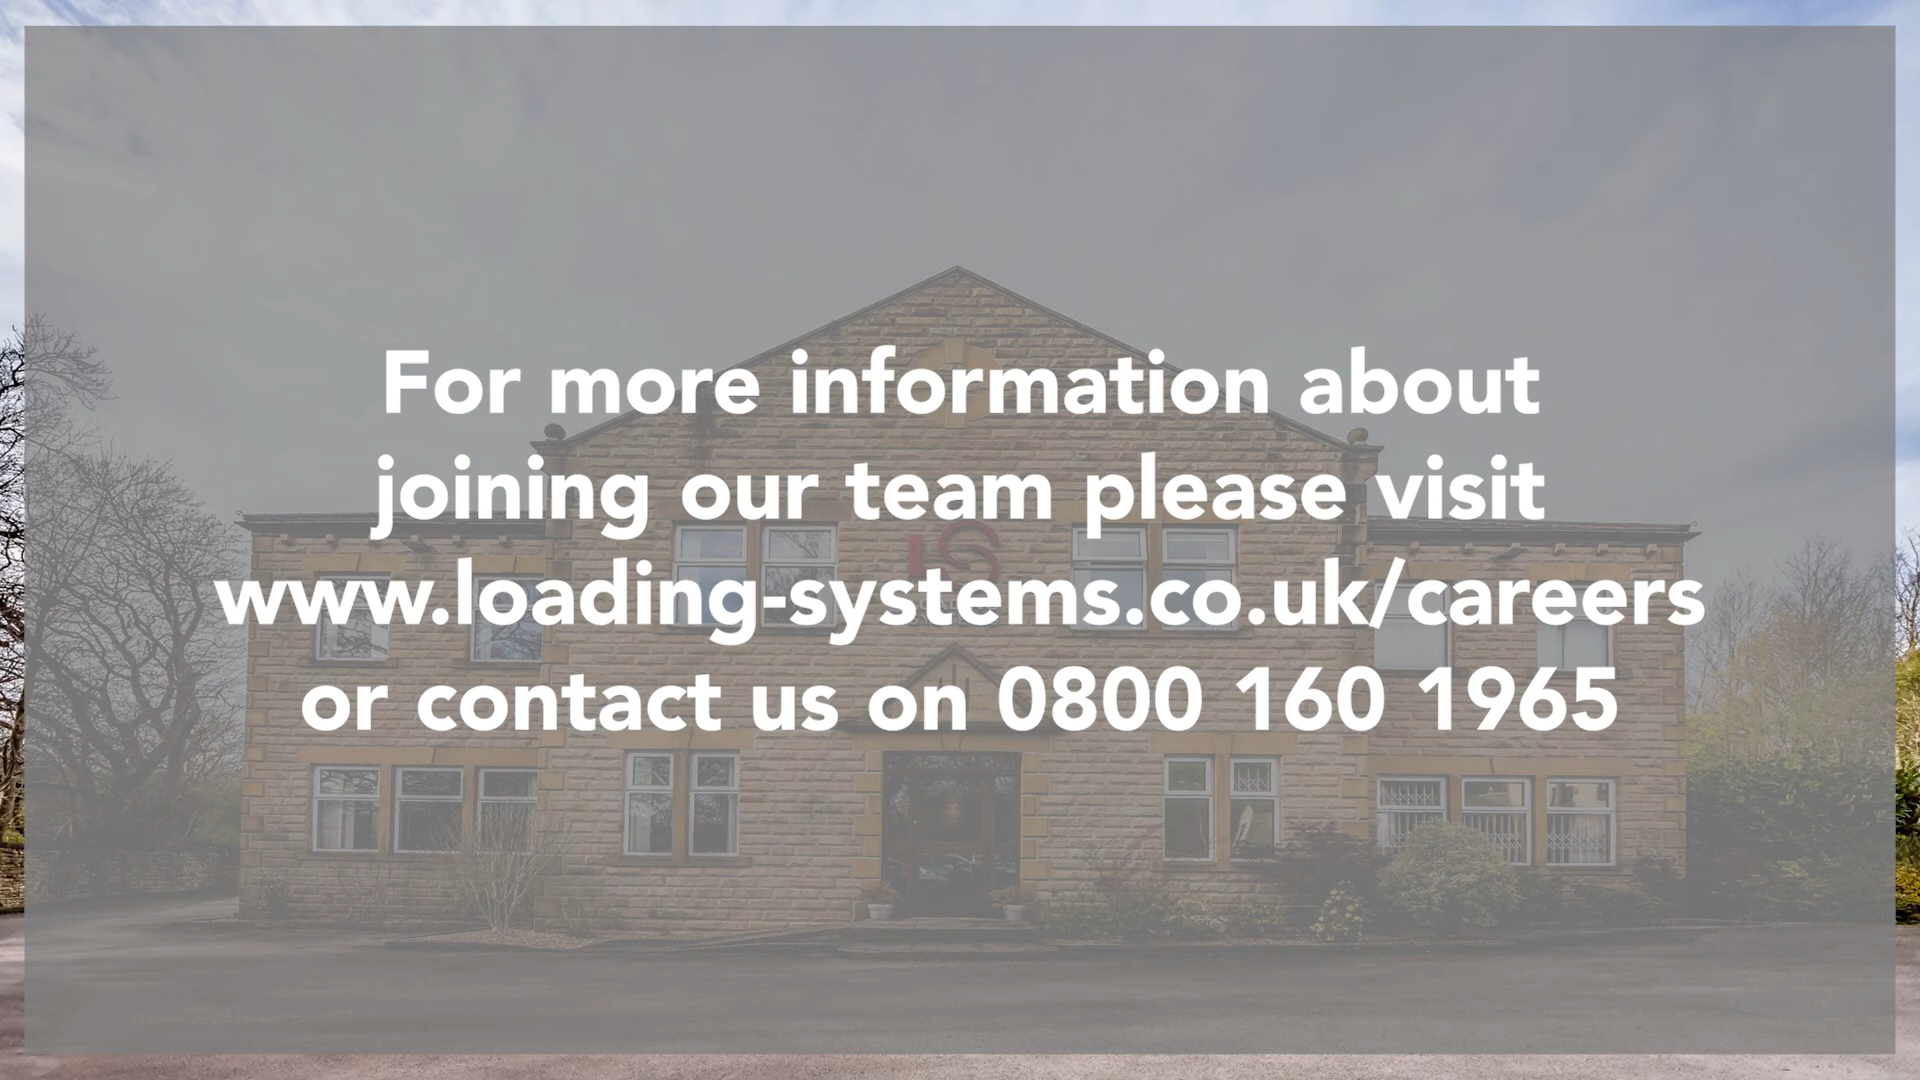 For more information about
joining our team please visit
www.loading-systems.co.uk/careers
or contact us on 0800 160 1965